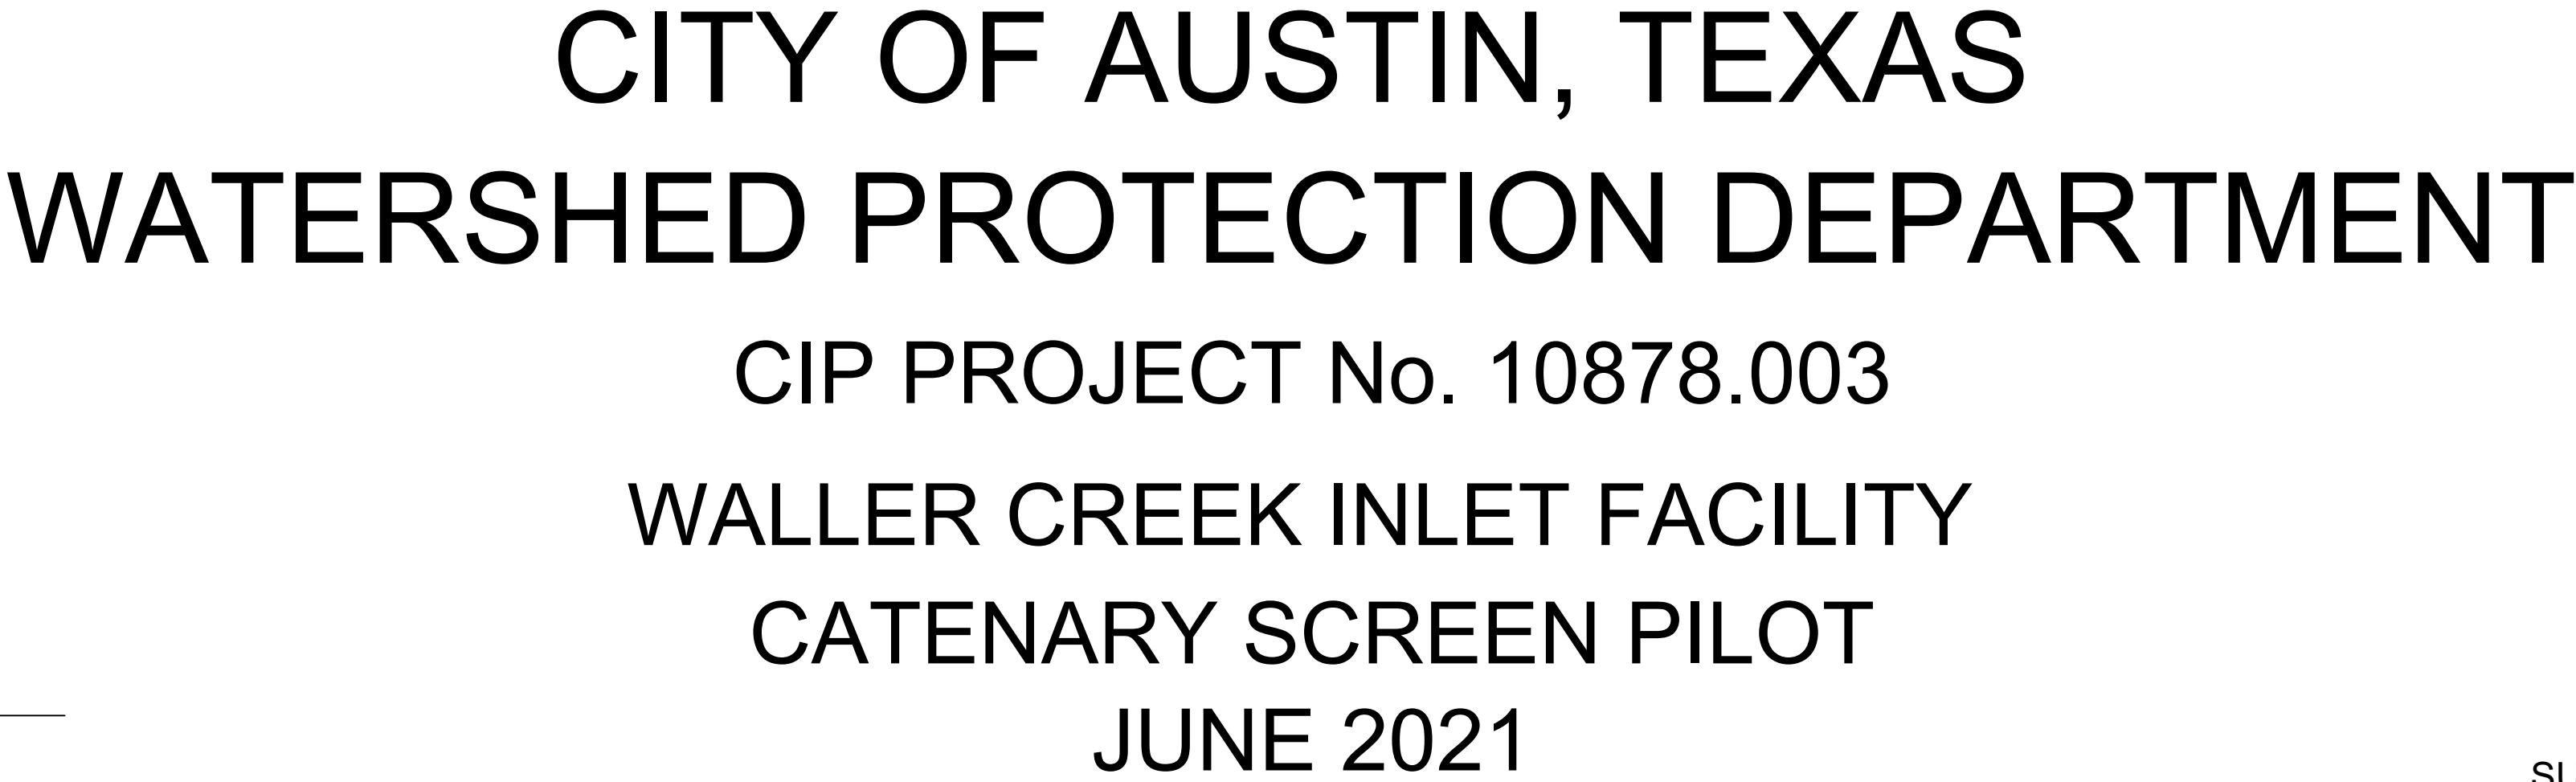 CITY OF AUSTIN, TEXAS
WATERSHED PROTECTION DEPARTMENT
CIP PROJECT No. 10878.003
WALLER CREEK INLET FACILITY
CATENARY SCREEN PILOT
JUNE 2021